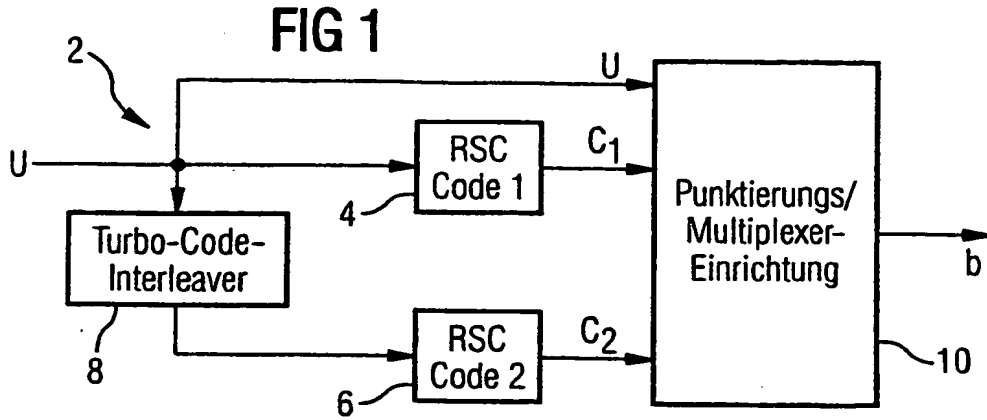 FIG 1
2
U
U
RSC
Code 1
4
C₁
Punktierungs/
Multiplexer-
Einrichtung
b
Turbo-Code-
Interleaver
8
RSC
Code 2
6
C₂
10